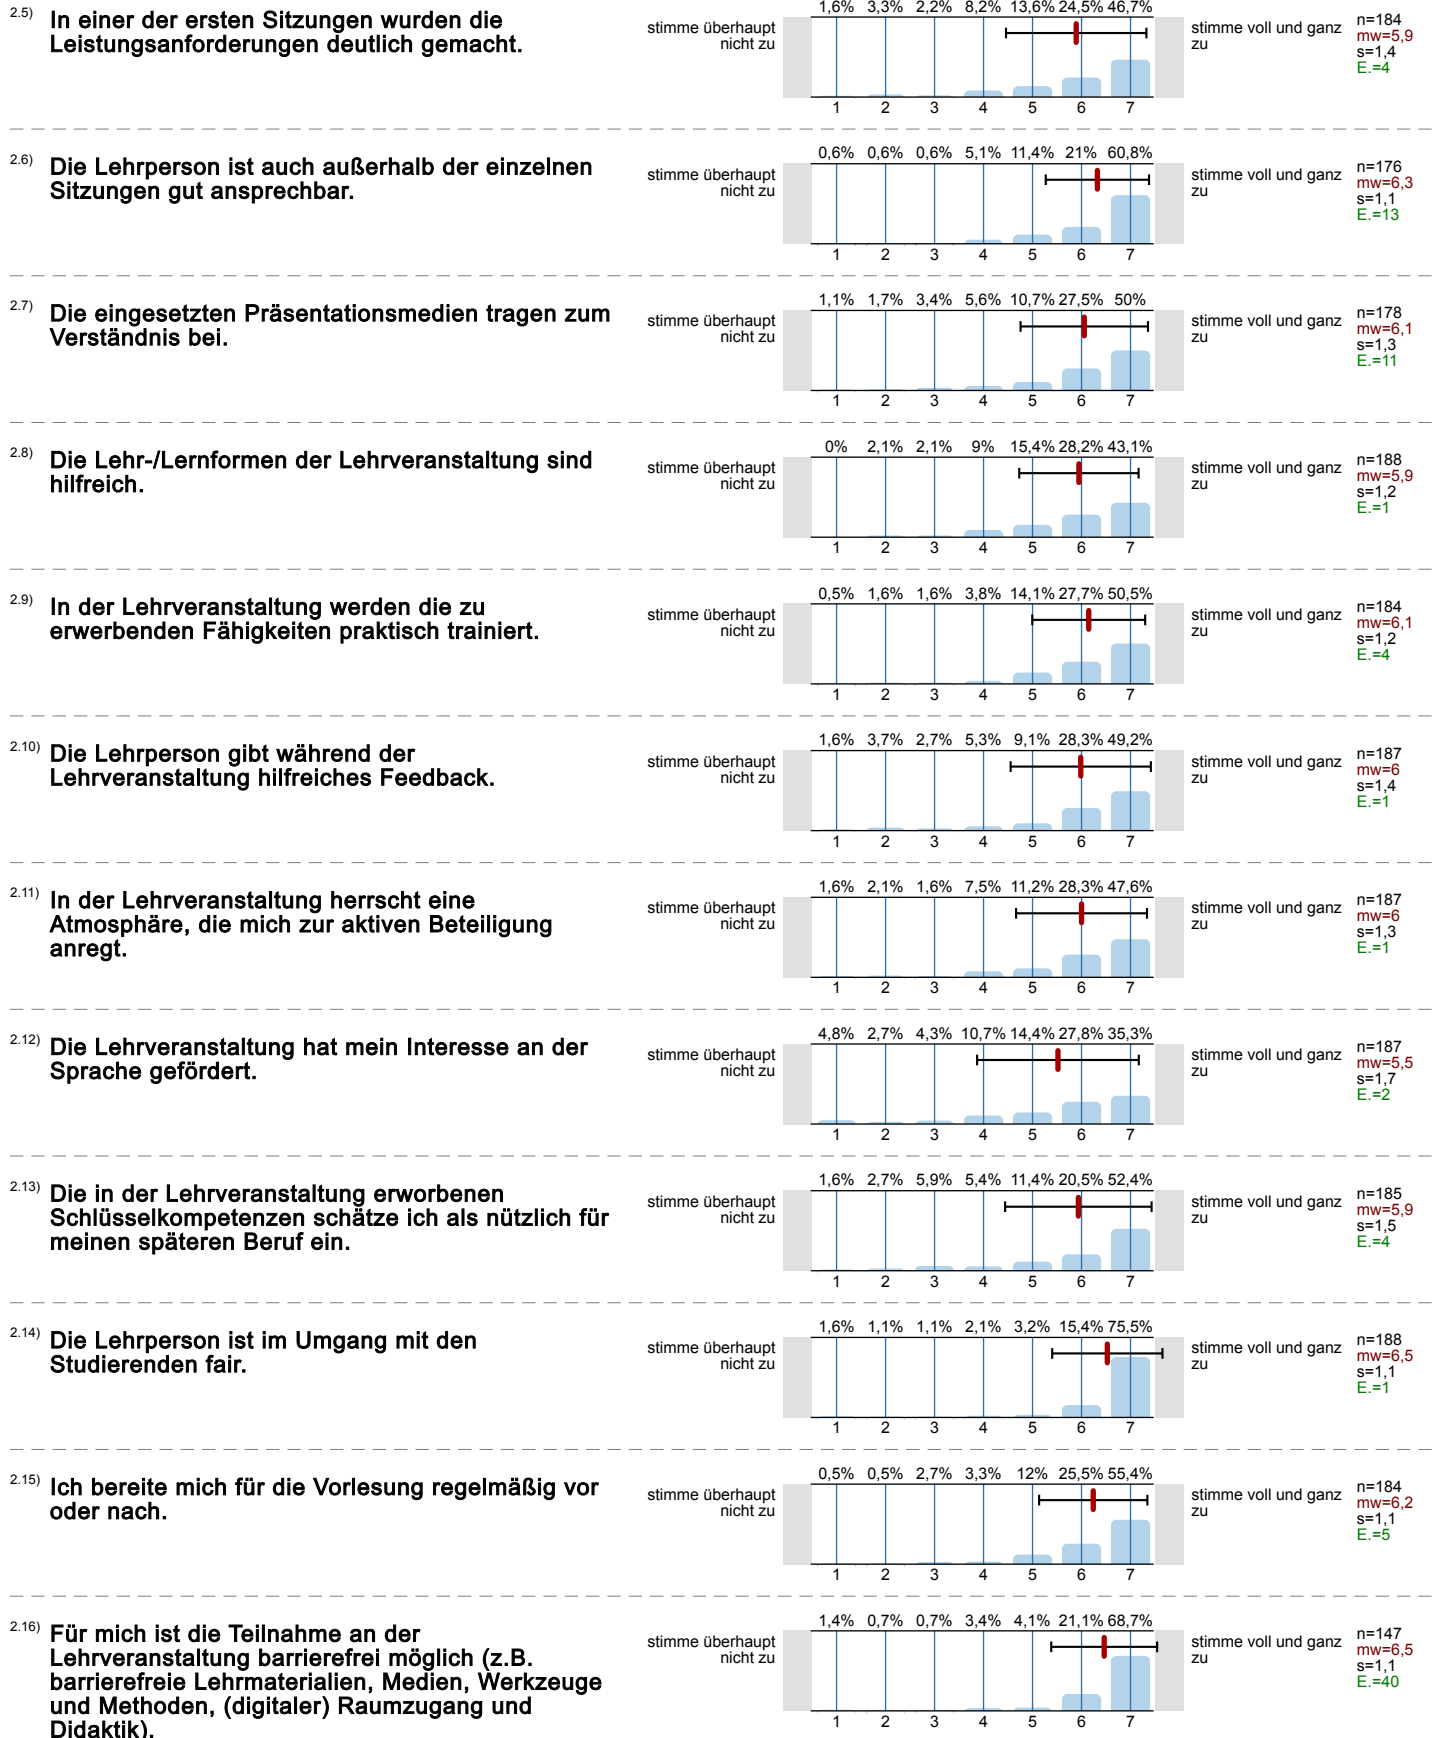 2.5) In einer der ersten Sitzungen wurden die
Leistungsanforderungen deutlich gemacht.
stimme überhaupt
nicht zu
1,6% 3,3% 2,2% 8,2% 13,6% 24,5% 46,7%
1 2 3 4 5 6 7
stimme voll und ganz
zu
n=184
mw=5,9
s=1,4
E.=4
2.6) Die Lehrperson ist auch außerhalb der einzelnen
Sitzungen gut ansprechbar.
stimme überhaupt
nicht zu
0,6% 0,6% 0,6% 5,1% 11,4% 21% 60,8%
1 2 3 4 5 6 7
stimme voll und ganz
zu
n=176
mw=6,3
s=1,1
E.=13
2.7) Die eingesetzten Präsentationsmedien tragen zum
Verständnis bei.
stimme überhaupt
nicht zu
1,1% 1,7% 3,4% 5,6% 10,7% 27,5% 50%
1 2 3 4 5 6 7
stimme voll und ganz
zu
n=178
mw=6,1
s=1,3
E.=11
2.8) Die Lehr-/Lernformen der Lehrveranstaltung sind
hilfreich.
stimme überhaupt
nicht zu
0% 2,1% 2,1% 9% 15,4% 28,2% 43,1%
1 2 3 4 5 6 7
stimme voll und ganz
zu
n=188
mw=5,9
s=1,2
E.=1
2.9) In der Lehrveranstaltung werden die zu
erwerbenden Fähigkeiten praktisch trainiert.
stimme überhaupt
nicht zu
0,5% 1,6% 1,6% 3,8% 14,1% 27,7% 50,5%
1 2 3 4 5 6 7
stimme voll und ganz
zu
n=184
mw=6,1
s=1,2
E.=4
2.10) Die Lehrperson gibt während der
Lehrveranstaltung hilfreiches Feedback.
stimme überhaupt
nicht zu
1,6% 3,7% 2,7% 5,3% 9,1% 28,3% 49,2%
1 2 3 4 5 6 7
stimme voll und ganz
zu
n=187
mw=6
s=1,4
E.=1
2.11) In der Lehrveranstaltung herrscht eine
Atmosphäre, die mich zur aktiven Beteiligung
anregt.
stimme überhaupt
nicht zu
1,6% 2,1% 1,6% 7,5% 11,2% 28,3% 47,6%
1 2 3 4 5 6 7
stimme voll und ganz
zu
n=187
mw=6
s=1,3
E.=1
2.12) Die Lehrveranstaltung hat mein Interesse an der
Sprache gefördert.
stimme überhaupt
nicht zu
4,8% 2,7% 4,3% 10,7% 14,4% 27,8% 35,3%
1 2 3 4 5 6 7
stimme voll und ganz
zu
n=187
mw=5,5
s=1,7
E.=2
2.13) Die in der Lehrveranstaltung erworbenen
Schlüsselkompetenzen schätze ich als nützlich für
meinen späteren Beruf ein.
stimme überhaupt
nicht zu
1,6% 2,7% 5,9% 5,4% 11,4% 20,5% 52,4%
1 2 3 4 5 6 7
stimme voll und ganz
zu
n=185
mw=5,9
s=1,5
E.=4
2.14) Die Lehrperson ist im Umgang mit den
Studierenden fair.
stimme überhaupt
nicht zu
1,6% 1,1% 1,1% 2,1% 3,2% 15,4% 75,5%
1 2 3 4 5 6 7
stimme voll und ganz
zu
n=188
mw=6,5
s=1,1
E.=1
2.15) Ich bereite mich für die Vorlesung regelmäßig vor
oder nach.
stimme überhaupt
nicht zu
0,5% 0,5% 2,7% 3,3% 12% 25,5% 55,4%
1 2 3 4 5 6 7
stimme voll und ganz
zu
n=184
mw=6,2
s=1,1
E.=5
2.16) Für mich ist die Teilnahme an der
Lehrveranstaltung barrierefrei möglich (z.B.
barrierefreie Lehrmaterialien, Medien, Werkzeuge
und Methoden, (digitaler) Raumzugang und
Didaktik).
stimme überhaupt
nicht zu
1,4% 0,7% 0,7% 3,4% 4,1% 21,1% 68,7%
1 2 3 4 5 6 7
stimme voll und ganz
zu
n=147
mw=6,5
s=1,1
E.=40